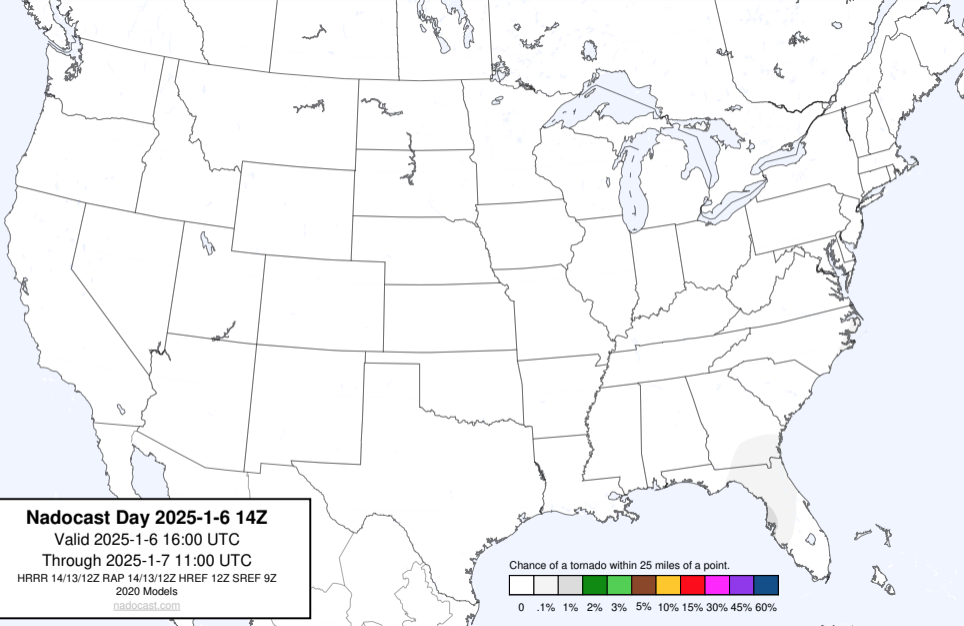 Nadocast Day 2025-1-6 14Z
Valid 2025-1-6 16:00 UTC
Through 2025-1-7 11:00 UTC
HRRR 14/13/12Z RAP 14/13/12Z HREF 12Z SREF 9Z
2020 Models
nadocast.com
Chance of a tornado within 25 miles of a point.
0 .1% 1% 2% 3% 5% 10% 15% 30% 45% 60%